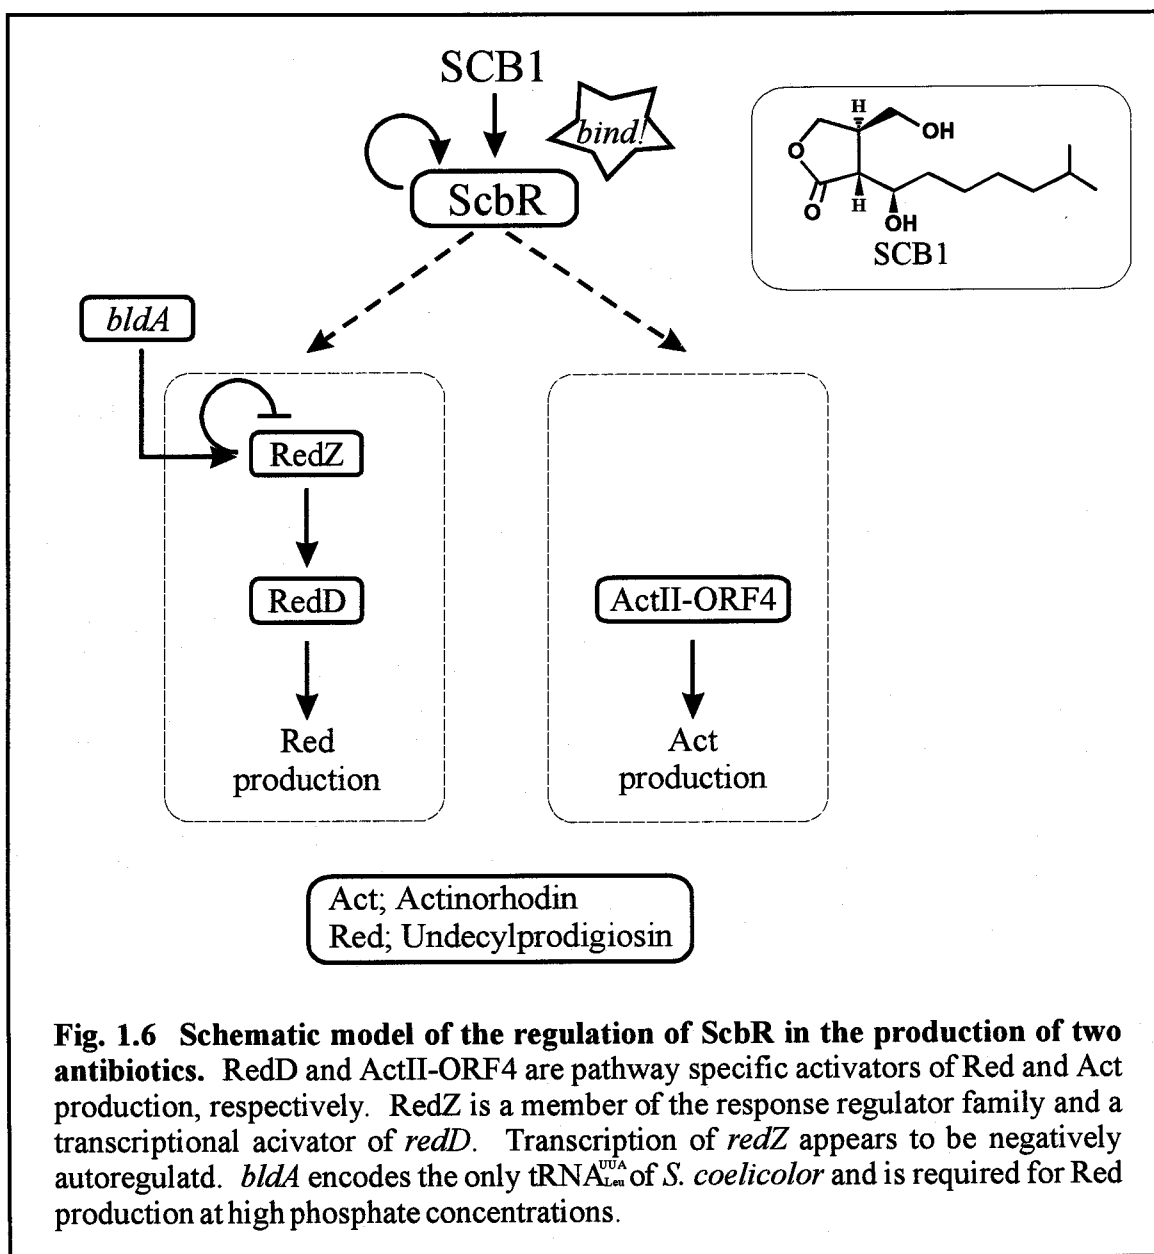 SCB1
bind!
ScbR
H
OH
O
O
H
OH
SCB1
bldA
RedZ
RedD
ActII-ORF4
Red
production
Act
production
Act; Actinorhodin
Red; Undecylprodigiosin
Fig. 1.6 Schematic model of the regulation of ScbR in the production of two
antibiotics. RedD and ActII-ORF4 are pathway specific activators of Red and Act
production, respectively. RedZ is a member of the response regulator family and a
transcriptional acivator of redD. Transcription of redZ appears to be negatively
autoregulatd. bldA encodes the only tRNA UUA Leu of S. coelicolor and is required for Red
production at high phosphate concentrations.